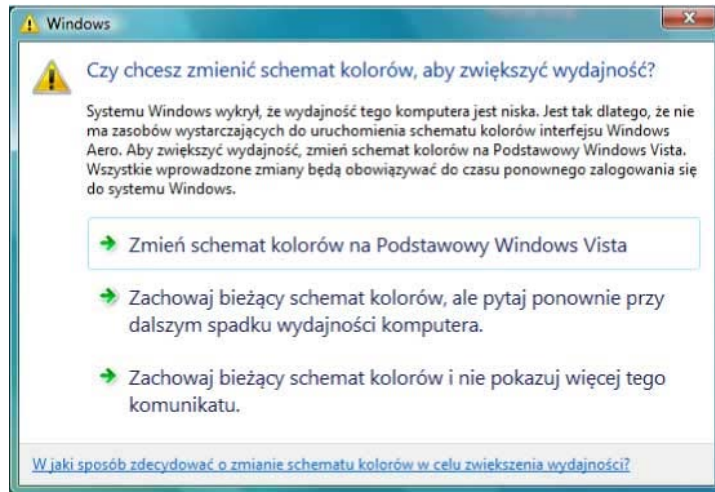 Windows
Czy chcesz zmienić schemat kolorów, aby zwiększyć wydajność?
Systemu Windows wykrył, że wydajność tego komputera jest niska. Jest tak dlatego, że nie
ma zasobów wystarczających do uruchomienia schematu kolorów interfejsu Windows
Aero. Aby zwiększyć wydajność, zmień schemat kolorów na Podstawowy Windows Vista.
Wszystkie wprowadzone zmiany będą obowiązywać do czasu ponownego zalogowania się
do systemu Windows.
Zmień schemat kolorów na Podstawowy Windows Vista
Zachowaj bieżący schemat kolorów, ale pytaj ponownie przy
dalszym spadku wydajności komputera.
Zachowaj bieżący schemat kolorów i nie pokazuj więcej tego
komunikatu.
W jaki sposób zdecydować o zmianie schematu kolorów w celu zwiększenia wydajności?